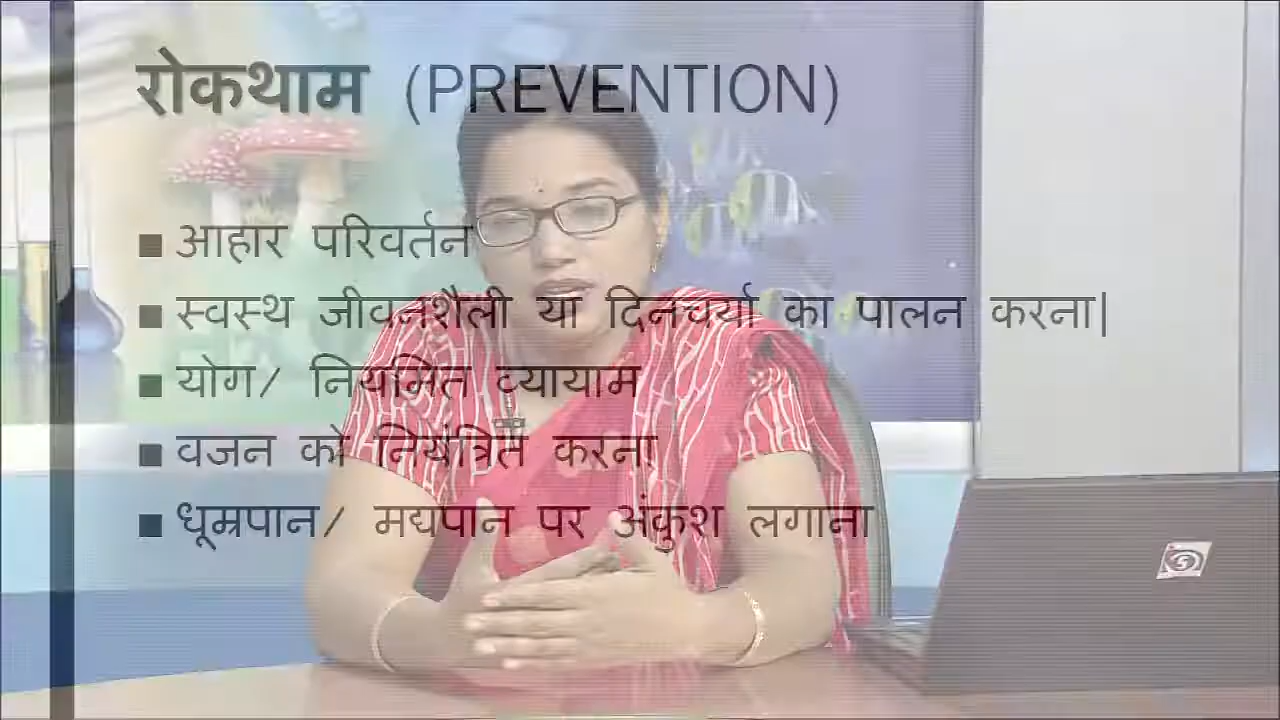 रोकथाम (PREVENTION)
■ आहार परिवर्तन
■ स्वस्थ जीवनशैली या दिनचर्या का पालन करना|
■ योग/ नियमित व्यायाम
■ वजन को नियंत्रित करना
■ धूम्रपान/ मद्यपान पर अंकुश लगाना